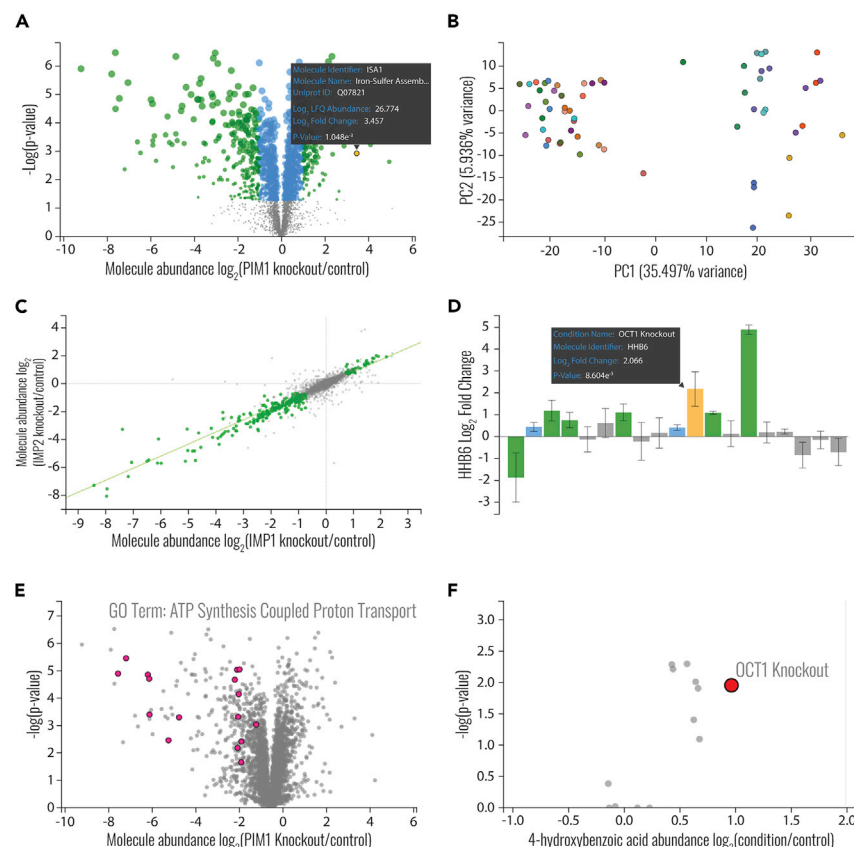 A
7
6
5
4
3
2
1
0
-Log(p-value)
-10 -8 -6 -4 -2 0 2 4 6
Molecule abundance log2(PIM1 knockout/control)
Molecule Identifier: ISA1
Molecule Name: Iron-Sulfer Assemb...
Uniprot ID: Q07821
Log2 LFQ Abundance: 26.774
Log2 Fold Change: 3.457
P-Value: 1.048e-3
B
10
5
0
-5
-10
-15
-20
-25
PC2 (5.936% variance)
-20 -10 0 10 20 30
PC1 (35.497% variance)
C
4
2
0
-2
-4
-6
-8
Molecule abundance log2
(IMP2 knockout/control)
-9 -8 -7 -6 -5 -4 -3 -2 -1 0 1 2 3
Molecule abundance log2(IMP1 knockout/control)
D
5
4
3
2
1
0
-1
-2
-3
HHB6 Log2 Fold Change
Condition Name: OCT1 Knockout
Molecule Identifier: HHB6
Log2 Fold Change: 2.066
P-Value: 8.604e-3
E
GO Term: ATP Synthesis Coupled Proton Transport
7
6
5
4
3
2
1
0
-log(p-value)
-10 -8 -6 -4 -2 0 2 4 6
Molecule abundance log2(PIM1 Knockout/control)
F
3.0
2.5
2.0
1.5
1.0
0.5
0.0
-log(p-value)
OCT1 Knockout
-1.0 -0.5 0.0 0.5 1.0 1.5 2.0
4-hydroxybenzoic acid abundance log2(condition/control)